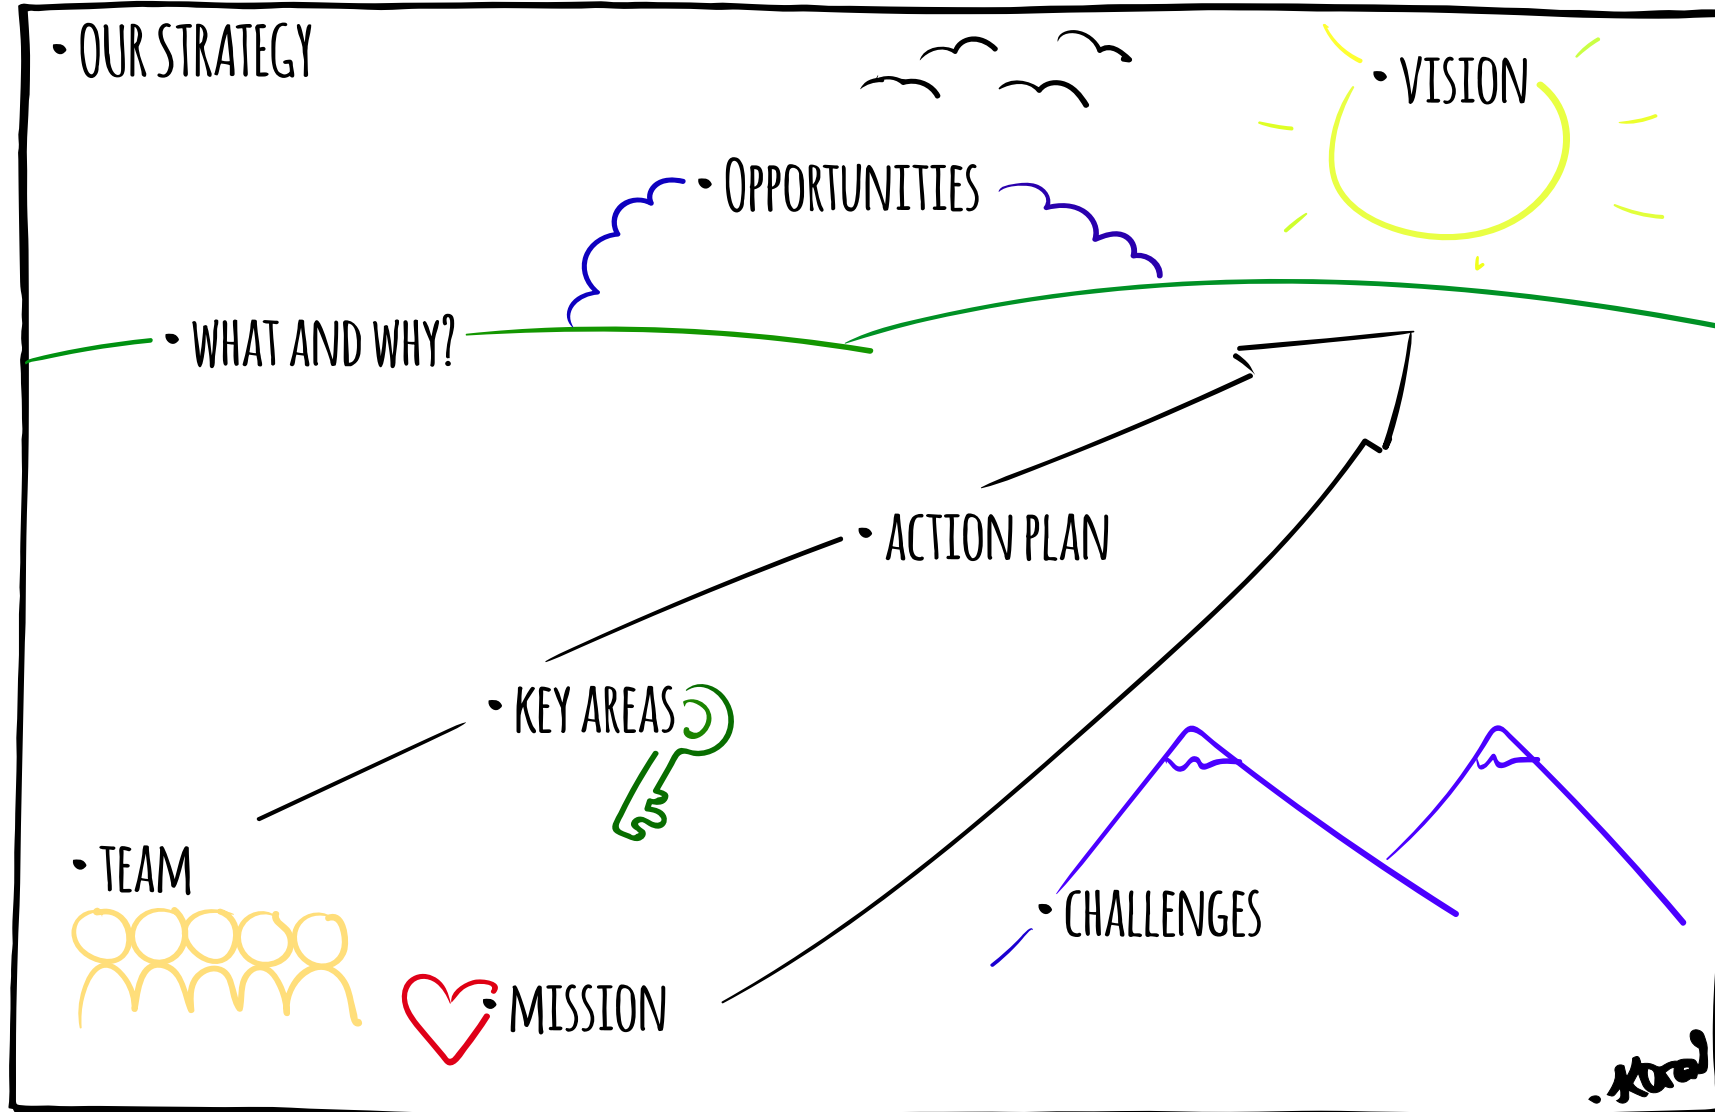 • OUR STRATEGY
• VISION
• OPPORTUNITIES
• WHAT AND WHY?
• ACTION PLAN
• KEY AREAS
• TEAM
• CHALLENGES
• MISSION